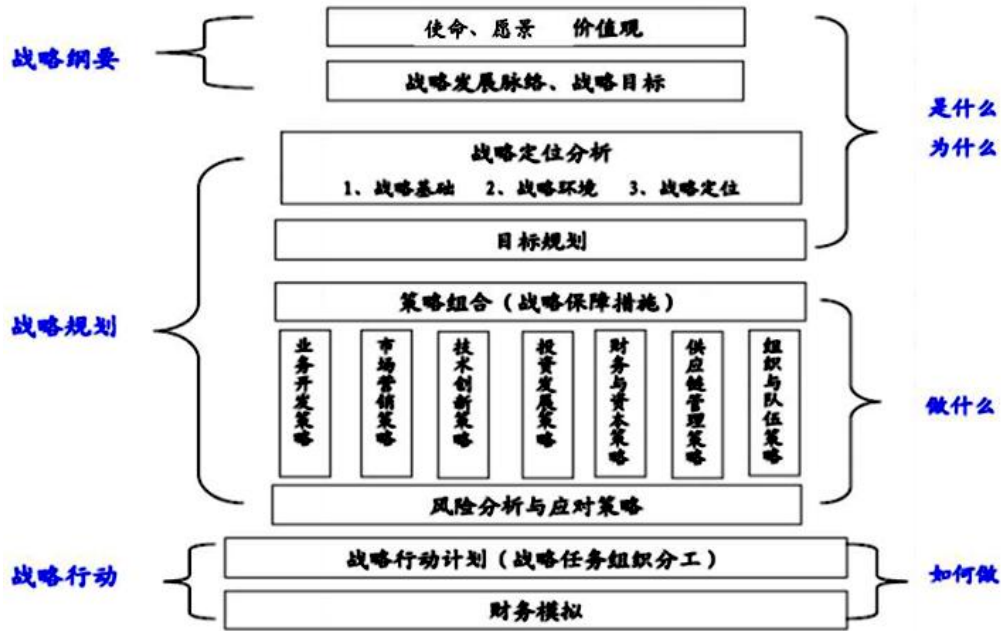 使命、愿景 价值观
战略纲要
战略发展脉络、战略目标
是什么
为什么
战略定位分析
1、战略基础 2、战略环境 3、战略定位
目标规划
战略规划
策略组合（战略保障措施）
业务开发策略
市场营销策略
技术创新策略
投资发展策略
财务与资本策略
供应链管理策略
组织与队伍策略
做什么
风险分析与应对策略
战略行动
战略行动计划（战略任务组织分工）
如何做
财务模拟